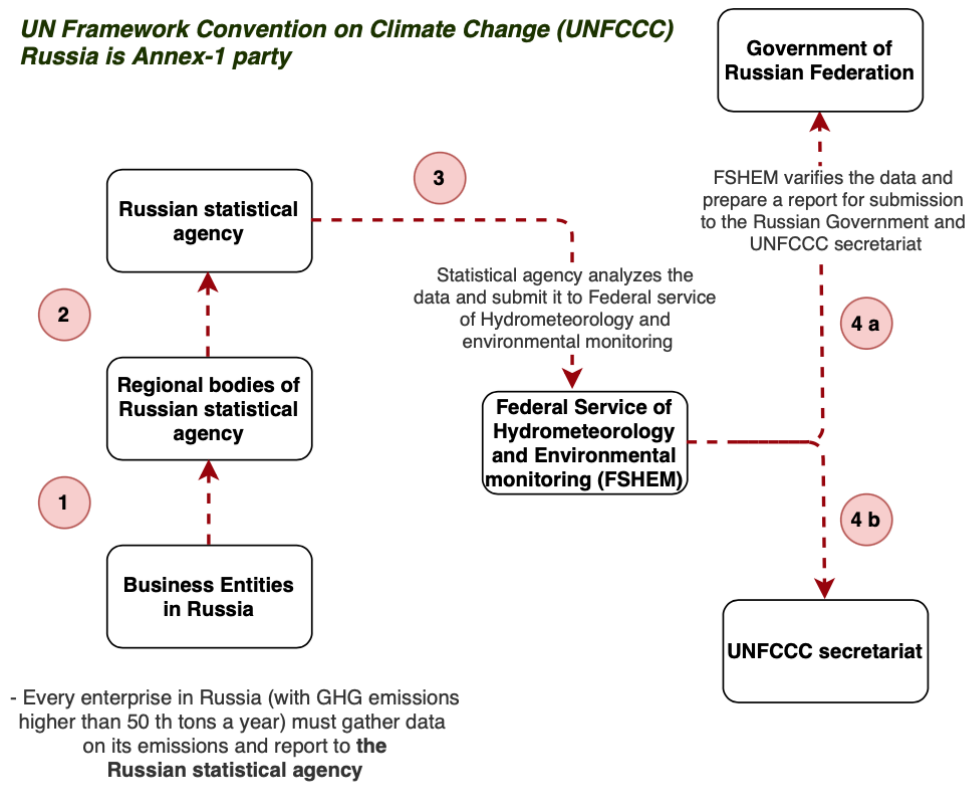 UN Framework Convention on Climate Change (UNFCCC)
Russia is Annex-1 party
Government of
Russian Federation
3
Russian statistical
agency
FSHEM varifies the data and
prepare a report for submission
to the Russian Government and
UNFCCC secretariat
Statistical agency analyzes the
data and submit it to Federal service
of Hydrometeorology and
environmental monitoring
2
4 a
Regional bodies of
Russian statistical
agency
Federal Service of
Hydrometeorology
and Environmental
monitoring (FSHEM)
1
4 b
Business Entities
in Russia
UNFCCC secretariat
- Every enterprise in Russia (with GHG emissions
higher than 50 th tons a year) must gather data
on its emissions and report to the
Russian statistical agency